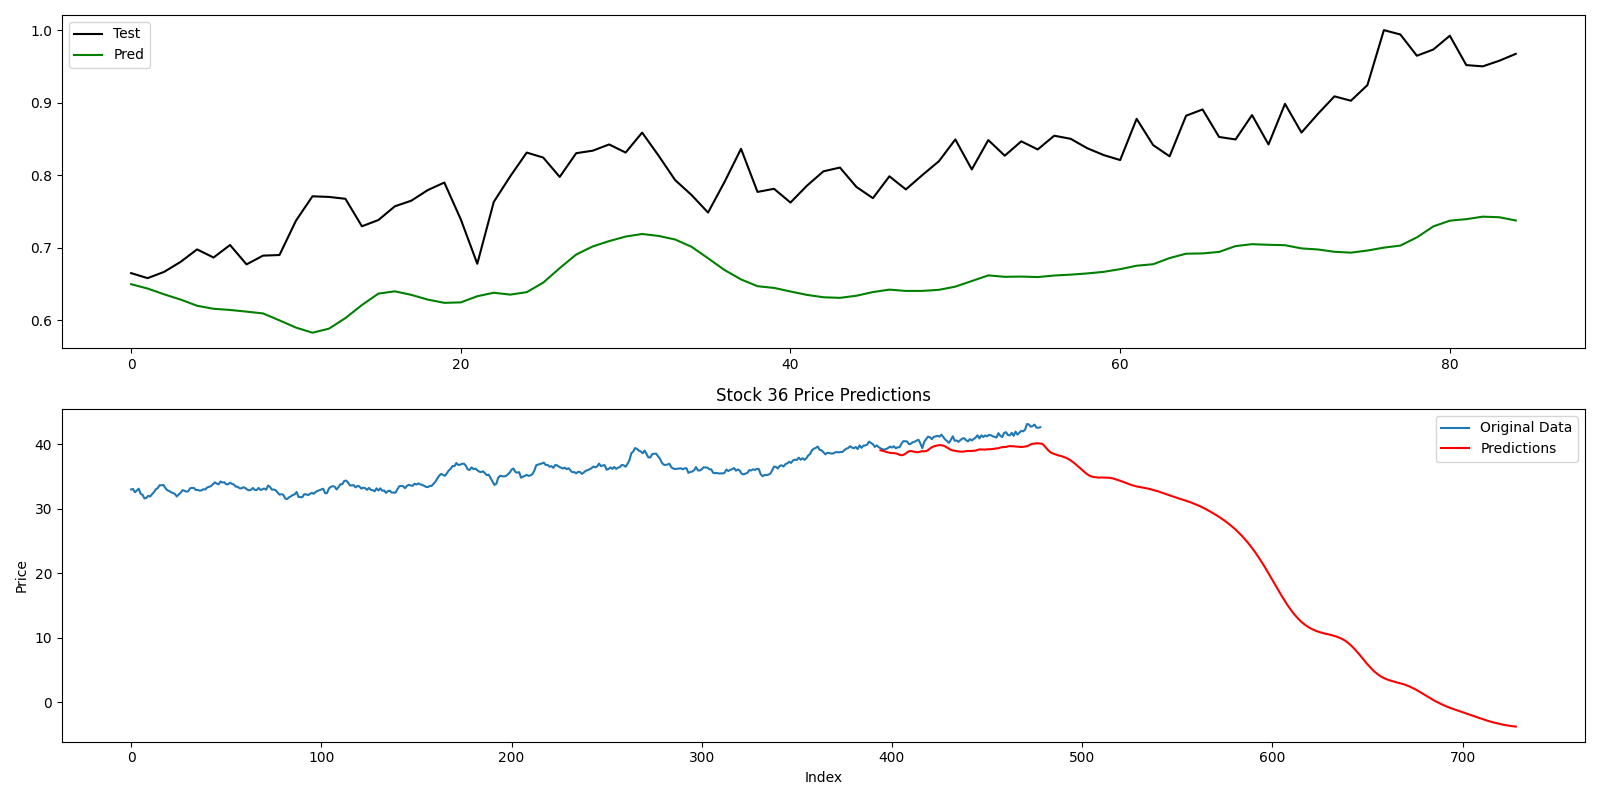 1.0
0.9
0.8
0.7
0.6
Test
Pred
0 20 40 60 80
Stock 36 Price Predictions
Price
40
30
20
10
0
Original Data
Predictions
0 100 200 300 400 500 600 700
Index